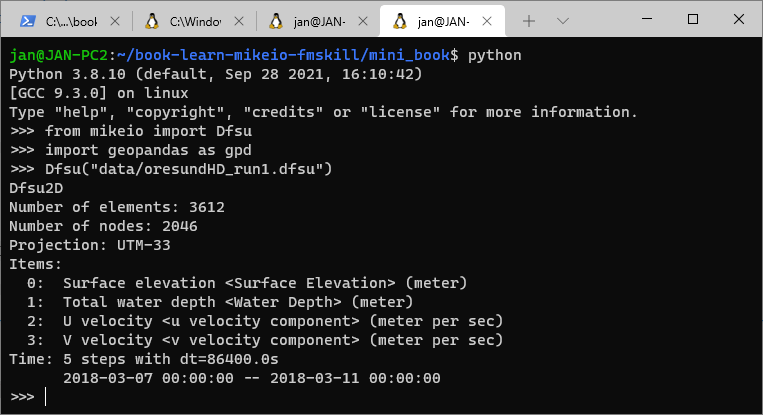 C:\...\book
C:\Window
jan@JAN-
jan@JAN-
jan@JAN-PC2:~/book-learn-mikeio-fmskill/mini_book$ python
Python 3.8.10 (default, Sep 28 2021, 16:10:42)
[GCC 9.3.0] on linux
Type "help", "copyright", "credits" or "license" for more information.
>>> from mikeio import Dfsu
>>> import geopandas as gpd
>>> Dfsu("data/oresundHD_run1.dfsu")
Dfsu2D
Number of elements: 3612
Number of nodes: 2046
Projection: UTM-33
Items:
  0:  Surface elevation <Surface Elevation> (meter)
  1:  Total water depth <Water Depth> (meter)
  2:  U velocity <u velocity component> (meter per sec)
  3:  V velocity <v velocity component> (meter per sec)
Time: 5 steps with dt=86400.0s
      2018-03-07 00:00:00 -- 2018-03-11 00:00:00
>>>